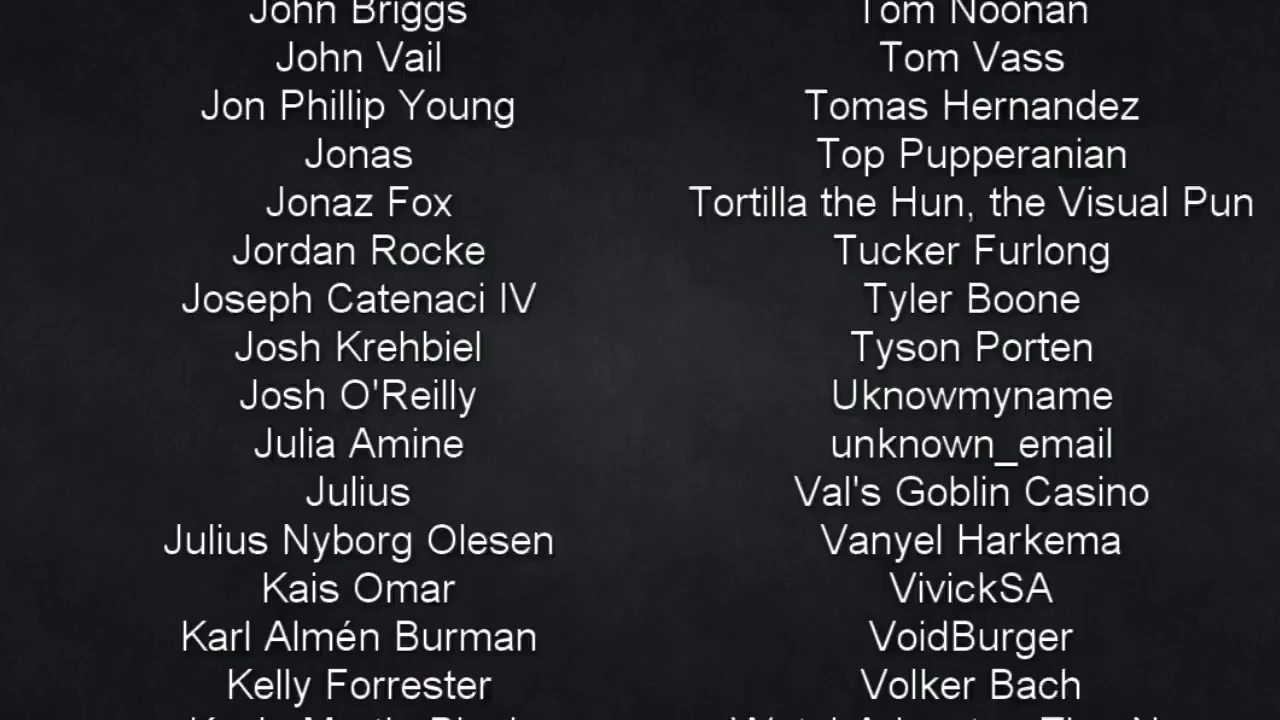 John Briggs
John Vail
Jon Phillip Young
Jonas
Jonaz Fox
Jordan Rocke
Joseph Catenaci IV
Josh Krehbiel
Josh O'Reilly
Julia Amine
Julius
Julius Nyborg Olesen
Kais Omar
Karl Almén Burman
Kelly Forrester
Tom Noonan
Tom Vass
Tomas Hernandez
Top Pupperanian
Tortilla the Hun, the Visual Pun
Tucker Furlong
Tyler Boone
Tyson Porten
Uknowmyname
unknown_email
Val's Goblin Casino
Vanyel Harkema
VivickSA
VoidBurger
Volker Bach